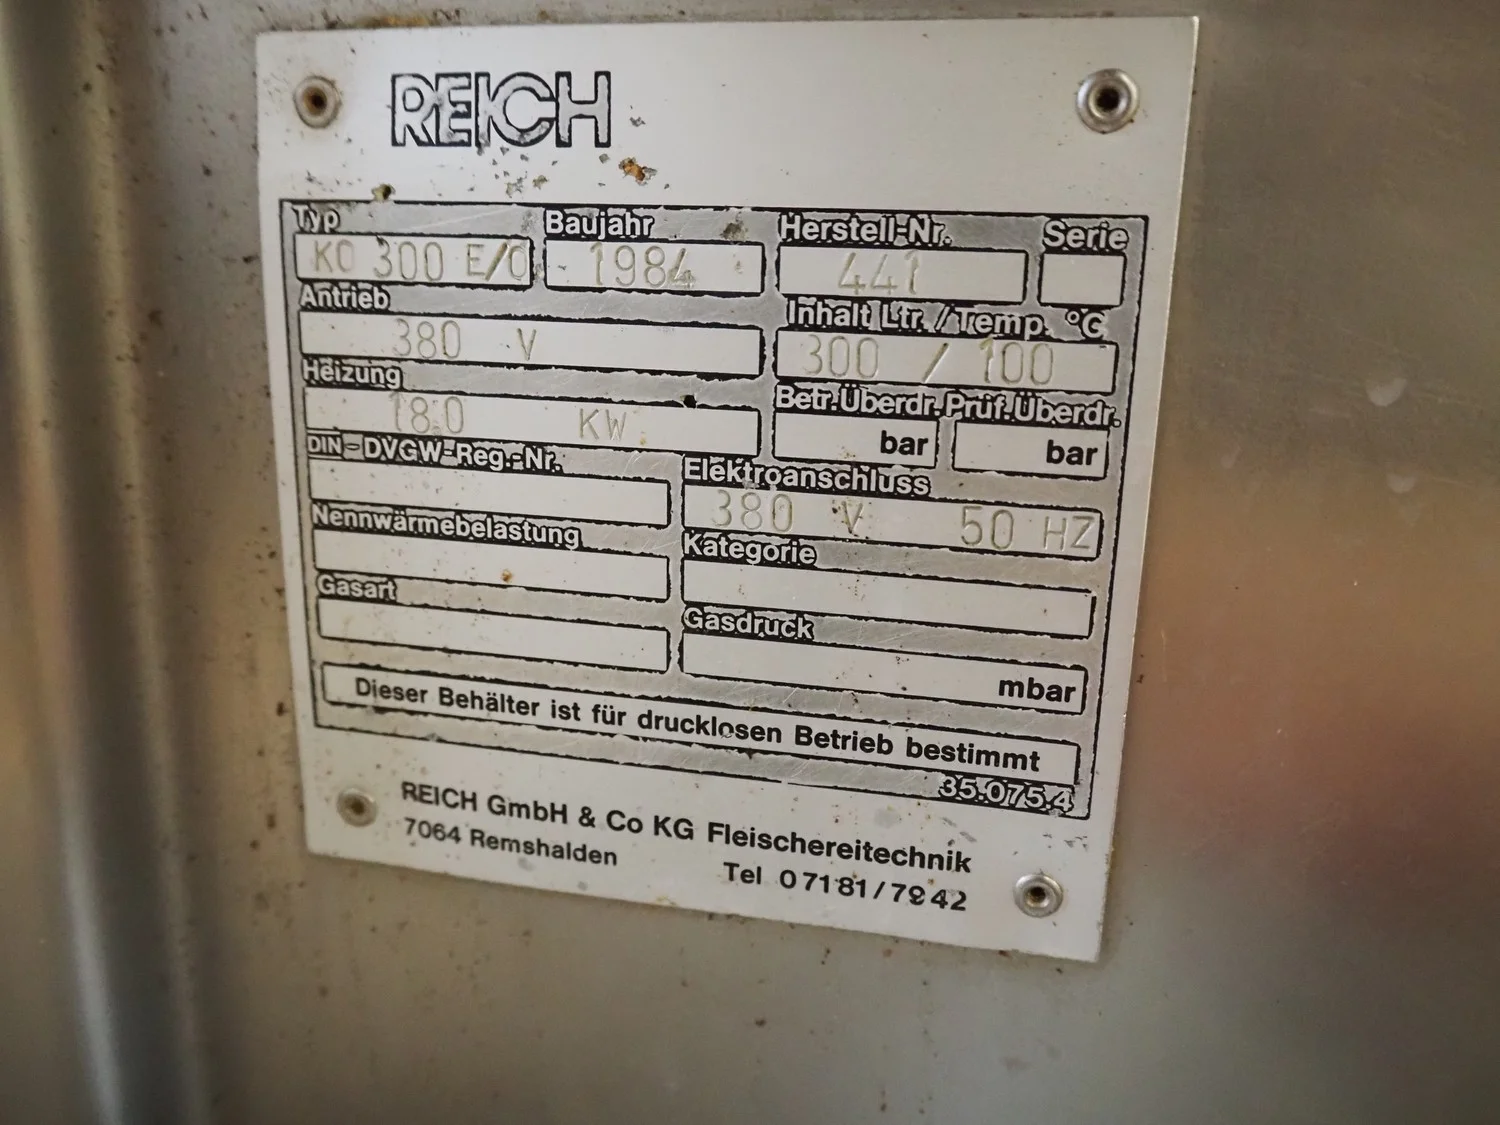 REICH
Typ Baujahr Herstell-Nr. Serie
KO 300 E/O 1984 441
Antrieb Inhalt Ltr. / Temp. °C
380 V 300 / 100
Heizung Betr.Überdr. Prüf.Überdr.
18.0 KW bar bar
DIN-DVGW-Reg.-Nr. Elektroanschluss
380 V 50 HZ
Nennwärmebelastung Kategorie
Gasart Gasdruck
mbar
Dieser Behälter ist für drucklosen Betrieb bestimmt
35.075.4
REICH GmbH & Co KG Fleischereitechnik
7064 Remshalden Tel 07181/7242